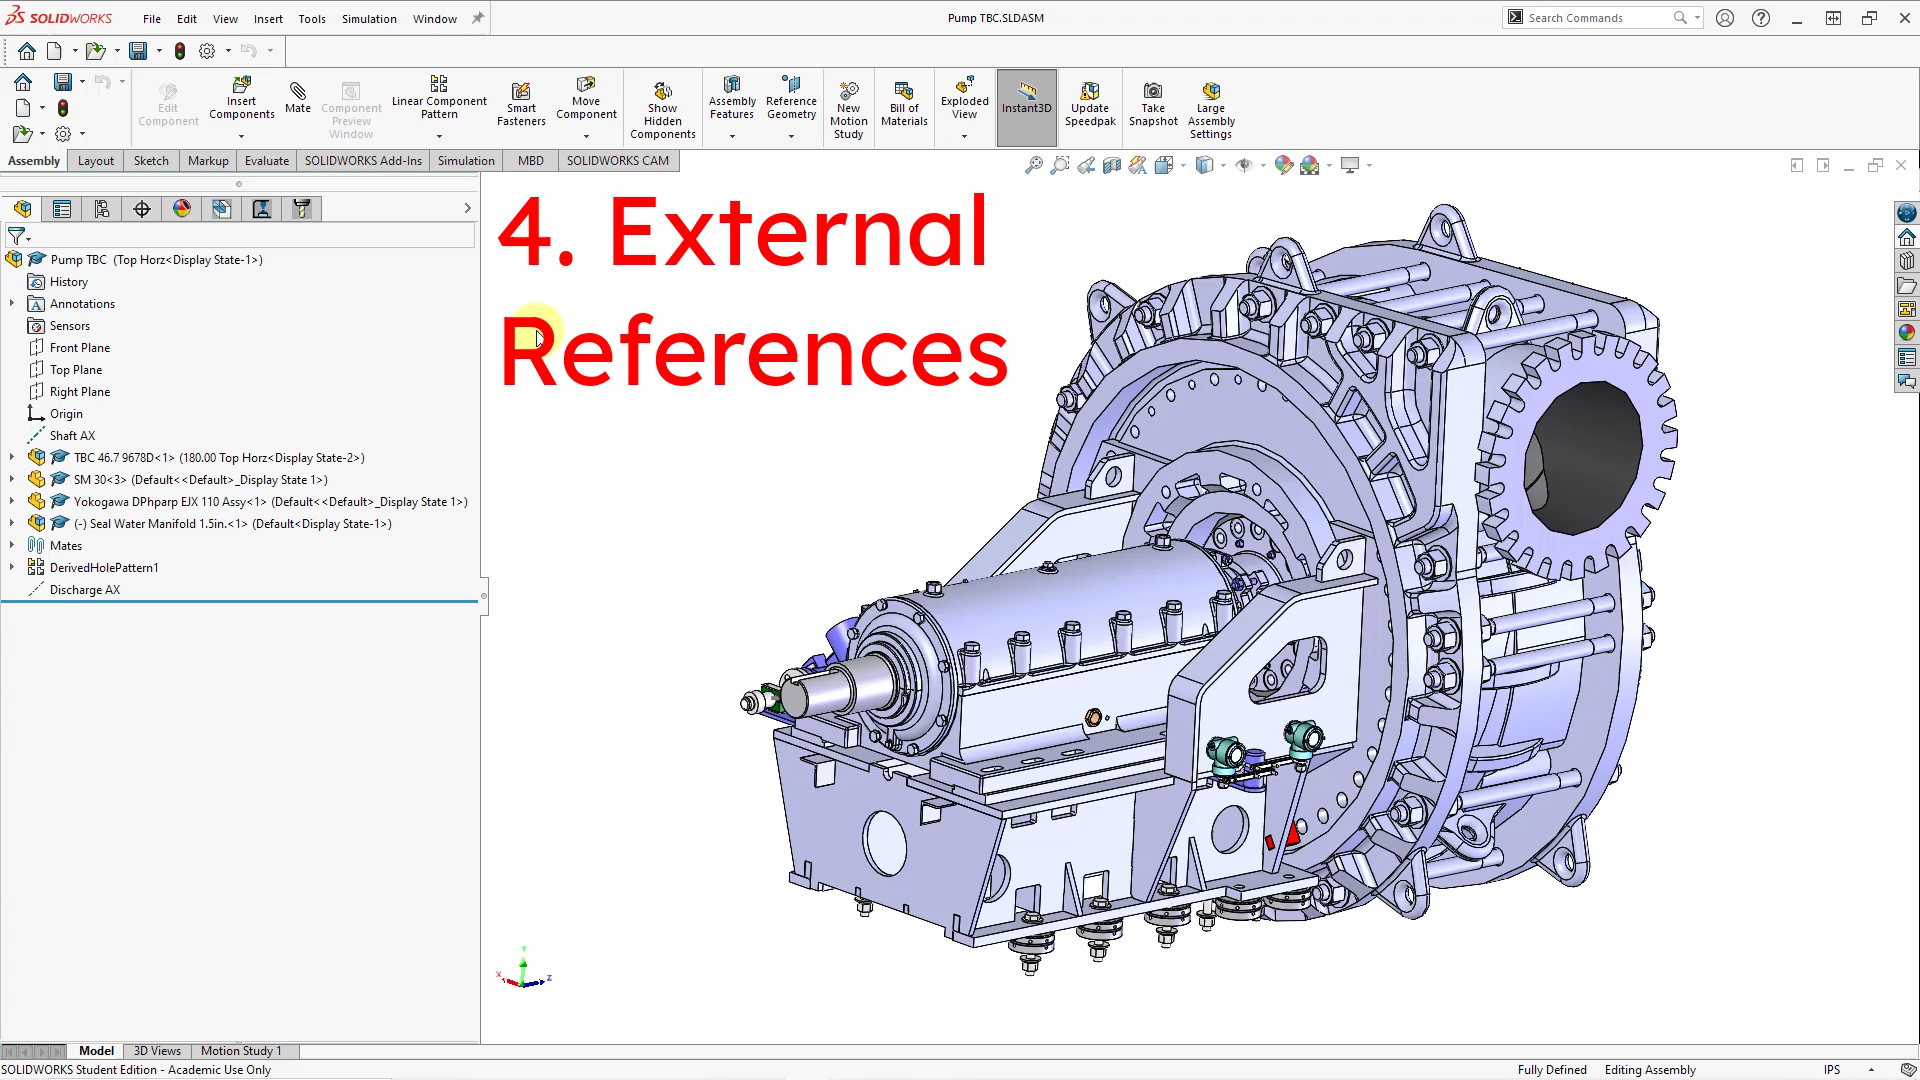 SOLIDWORKS File Edit View Insert Tools Simulation Window Pump TBC.SLDASM Search Commands
Edit Component
Insert Components
Mate
Component Preview Window
Linear Component Pattern
Smart Fasteners
Move Component
Show Hidden Components
Assembly Features
Reference Geometry
New Motion Study
Bill of Materials
Exploded View
Instant3D
Update Speedpak
Take Snapshot
Large Assembly Settings
Assembly Layout Sketch Markup Evaluate SOLIDWORKS Add-Ins Simulation MBD SOLIDWORKS CAM
4. External
References
Pump TBC (Top Horz<Display State-1>)
History
Annotations
Sensors
Front Plane
Top Plane
Right Plane
Origin
Shaft AX
TBC 46.7 9678D<1> (180.00 Top Horz<Display State-2>)
SM 30<3> (Default<<Default>_Display State 1>)
Yokogawa DPhparp EJX 110 Assy<1> (Default<<Default>_Display State 1>)
(-) Seal Water Manifold 1.5in.<1> (Default<Display State-1>)
Mates
DerivedHolePattern1
Discharge AX
Y
X
Z
Model 3D Views Motion Study 1
SOLIDWORKS Student Edition - Academic Use Only Fully Defined Editing Assembly IPS